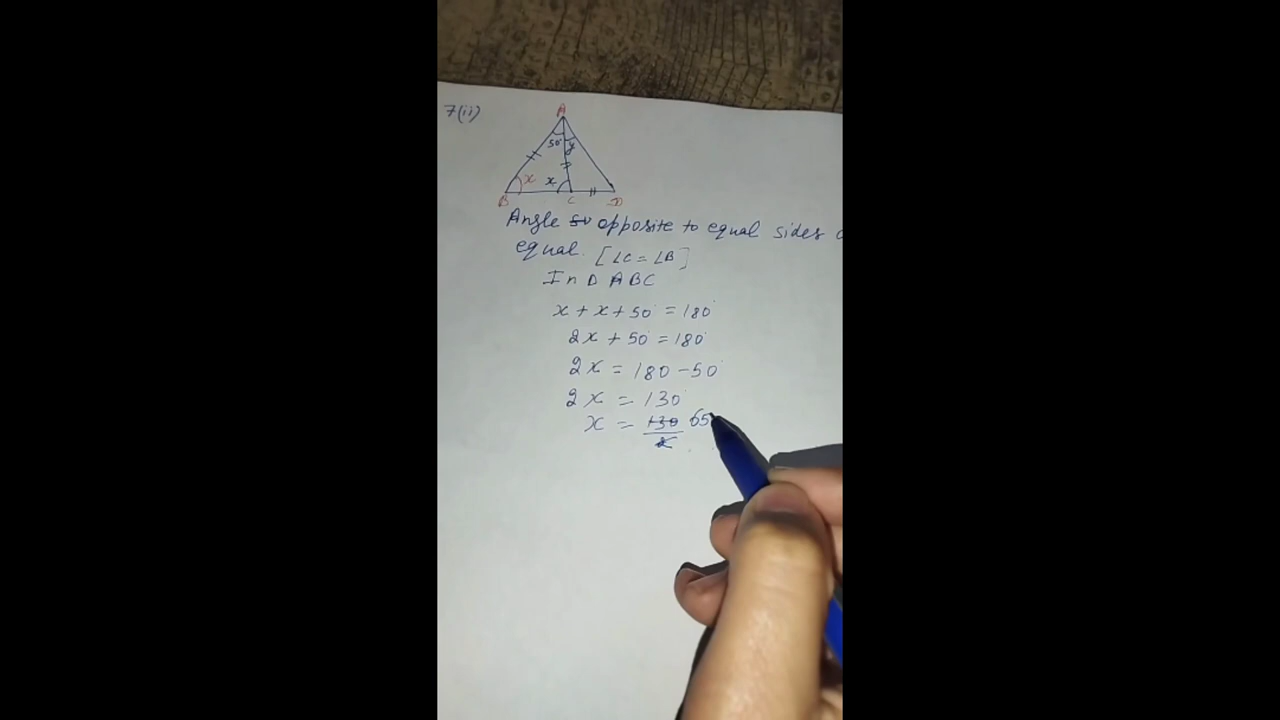 7(ii)
A
50°
y
x
x
B
C
D
Angle opposite to equal sides
equal. [∠C = ∠B]
In Δ ABC
x + x + 50° = 180°
2x + 50° = 180°
2x = 180 - 50°
2x = 130°
x = 130/2 65